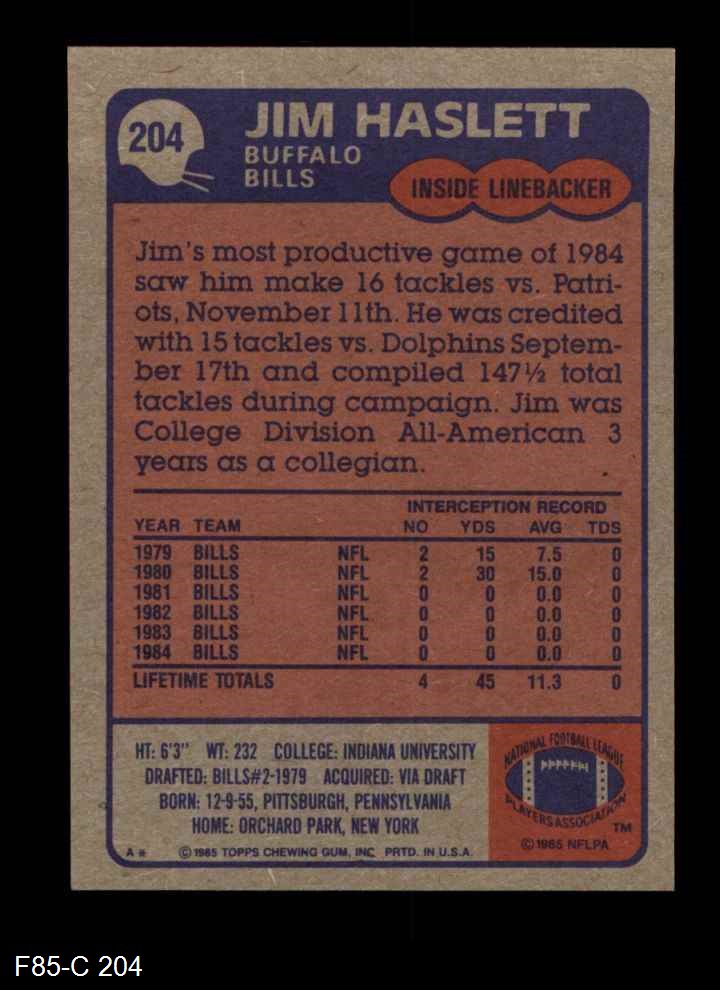 204
JIM HASLETT
BUFFALO
BILLS
INSIDE LINEBACKER
Jim's most productive game of 1984
saw him make 16 tackles vs. Patri-
ots, November 11th. He was credited
with 15 tackles vs. Dolphins Septem-
ber 17th and compiled 147½ total
tackles during campaign. Jim was
College Division All-American 3
years as a collegian.
INTERCEPTION RECORD
YEAR TEAM NO YDS AVG TDS
1979 BILLS NFL 2 15 7.5 0
1980 BILLS NFL 2 30 15.0 0
1981 BILLS NFL 0 0 0.0 0
1982 BILLS NFL 0 0 0.0 0
1983 BILLS NFL 0 0 0.0 0
1984 BILLS NFL 0 0 0.0 0
LIFETIME TOTALS 4 45 11.3 0
HT: 6'3" WT: 232 COLLEGE: INDIANA UNIVERSITY
DRAFTED: BILLS#2-1979 ACQUIRED: VIA DRAFT
BORN: 12-9-55, PITTSBURGH, PENNSYLVANIA
HOME: ORCHARD PARK, NEW YORK
A* © 1985 TOPPS CHEWING GUM, INC. PRTD. IN U.S.A.
NATIONAL FOOTBALL LEAGUE
PLAYERS ASSOCIATION
TM
© 1985 NFLPA
F85-C 204